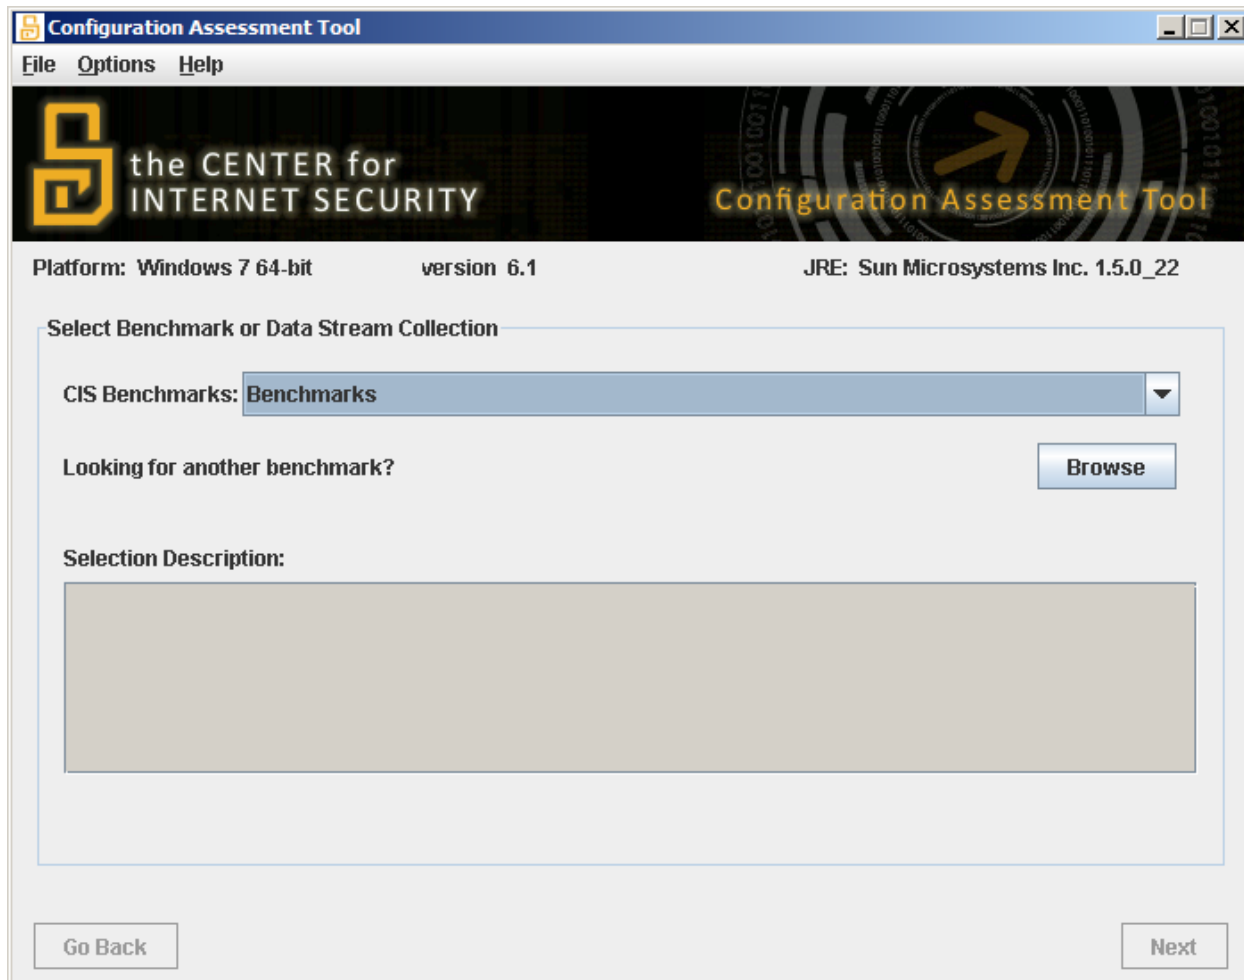 Configuration Assessment Tool
File Options Help
the CENTER for
INTERNET SECURITY
Configuration Assessment Tool
Platform: Windows 7 64-bit version 6.1 JRE: Sun Microsystems Inc. 1.5.0_22
Select Benchmark or Data Stream Collection
CIS Benchmarks: Benchmarks
Looking for another benchmark? Browse
Selection Description:
Go Back Next